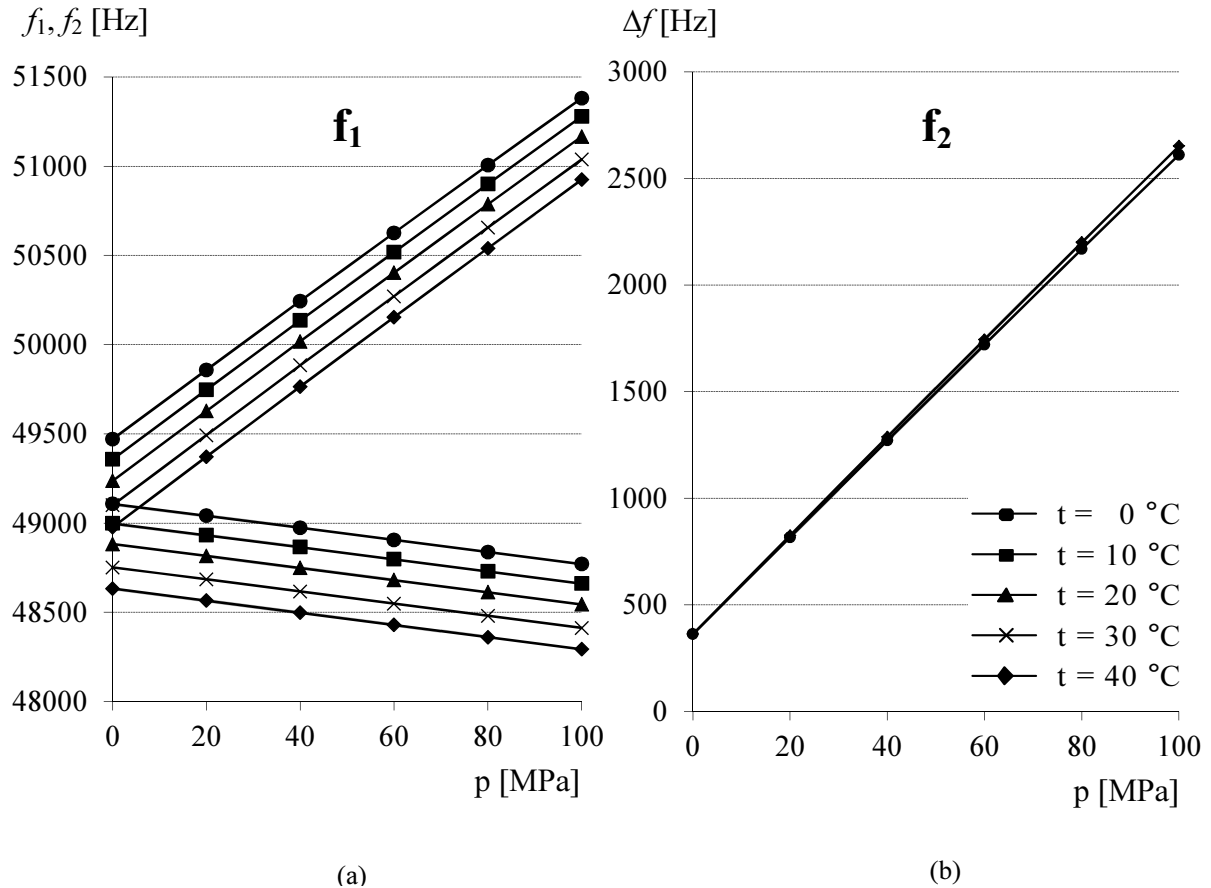 f₁, f₂ [Hz]
51500
51000
50500
50000
49500
49000
48500
48000
0 20 40 60 80 100
p [MPa]
f₁
(a)
Δf [Hz]
3000
2500
2000
1500
1000
500
0
0 20 40 60 80 100
p [MPa]
f₂
t = 0 °C
t = 10 °C
t = 20 °C
t = 30 °C
t = 40 °C
(b)